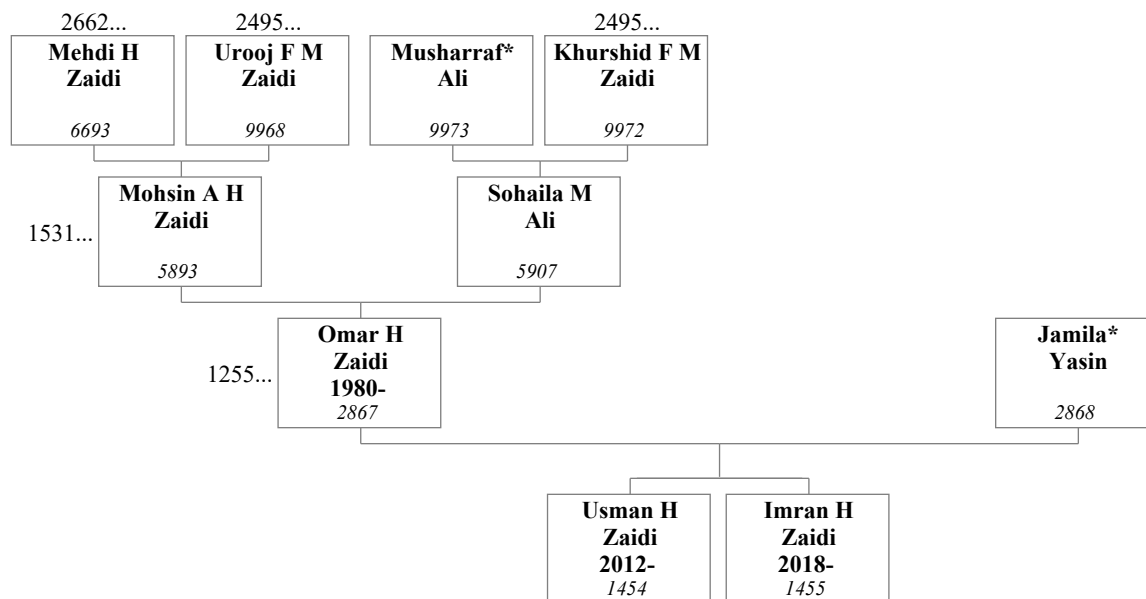 2662...
2495...
2495...
Mehdi H
Zaidi
6693
Urooj F M
Zaidi
9968
Musharraf*
Ali
9973
Khurshid F M
Zaidi
9972
1531...
Mohsin A H
Zaidi
5893
Sohaila M
Ali
5907
1255...
Omar H
Zaidi
1980-
2867
Jamila*
Yasin
2868
Usman H
Zaidi
2012-
1454
Imran H
Zaidi
2018-
1455